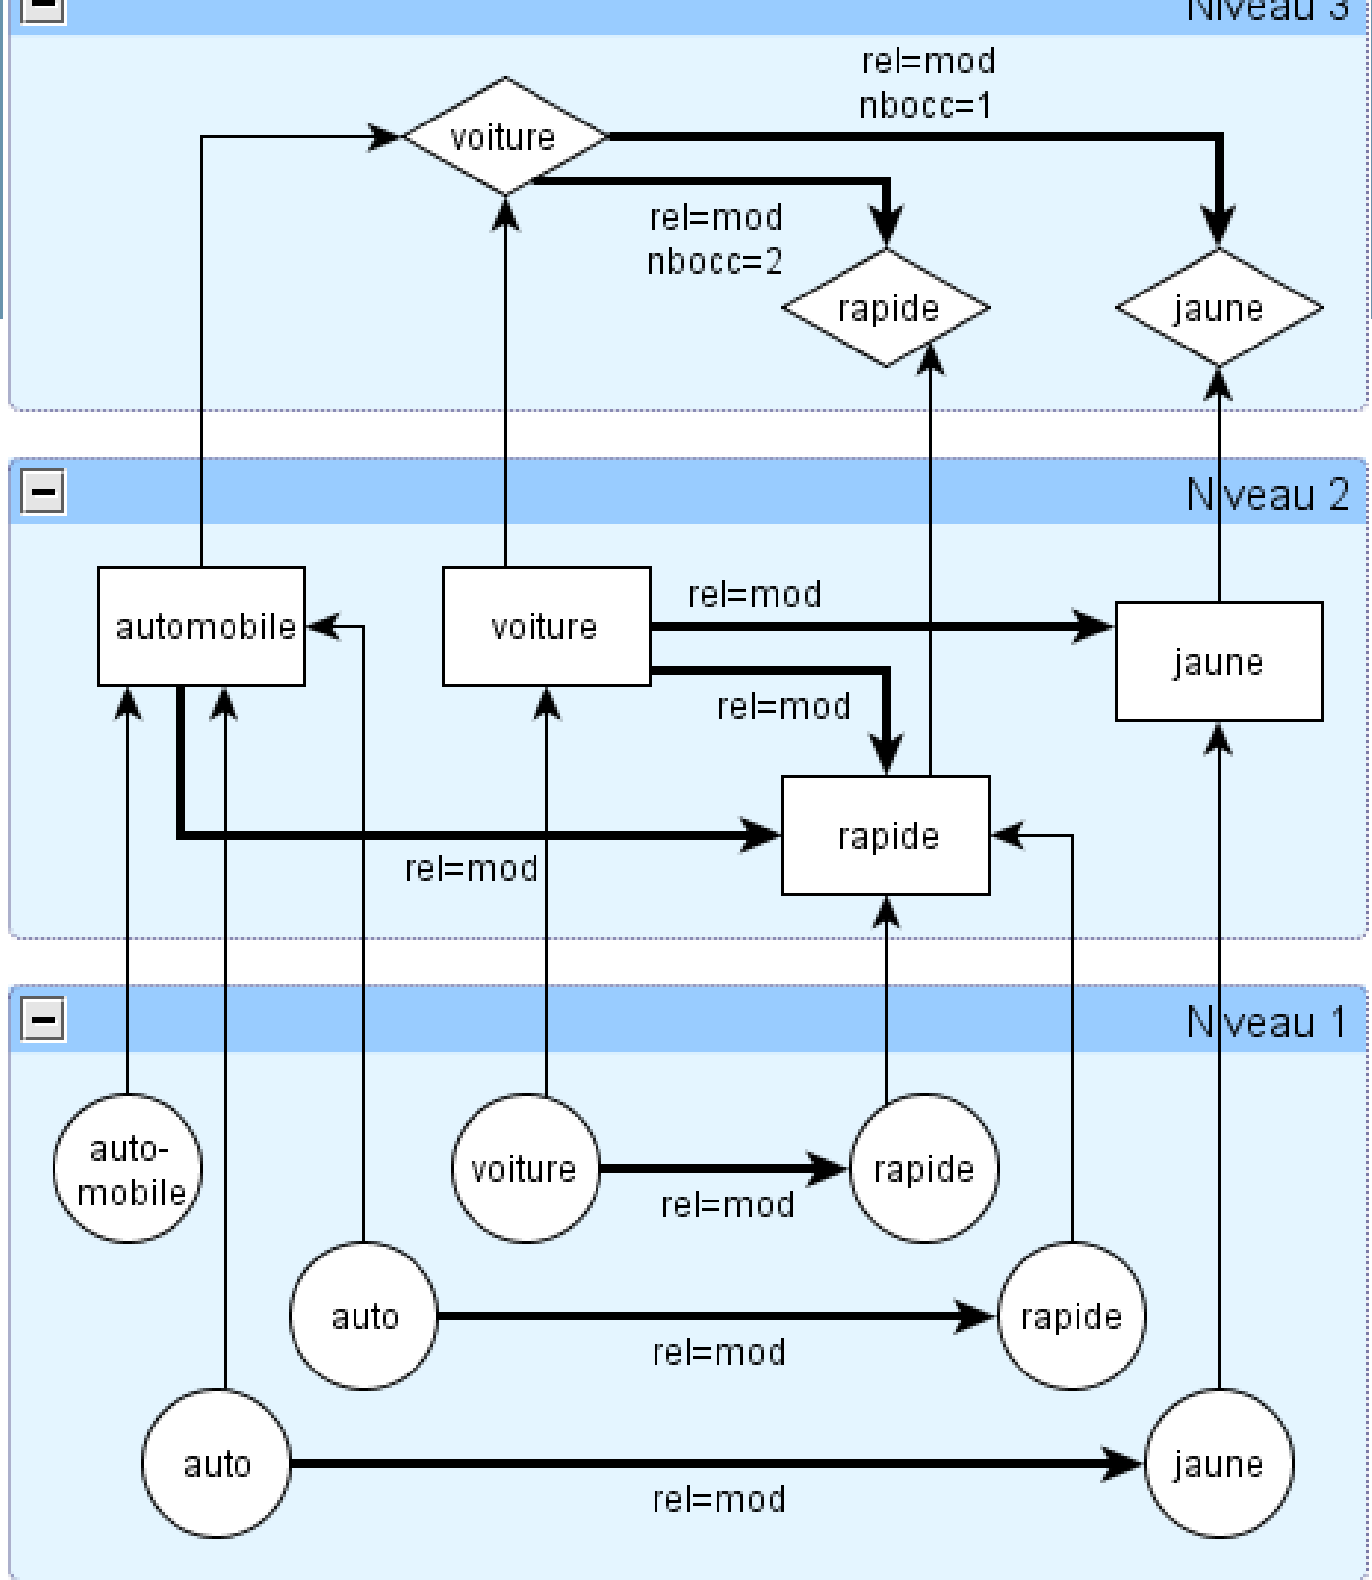 Niveau 3
rel=mod
nbocc=1
voiture
rel=mod
nbocc=2
rapide
jaune
Niveau 2
rel=mod
automobile
voiture
jaune
rel=mod
rapide
rel=mod
Niveau 1
auto-
mobile
voiture
rapide
rel=mod
auto
rapide
rel=mod
auto
jaune
rel=mod